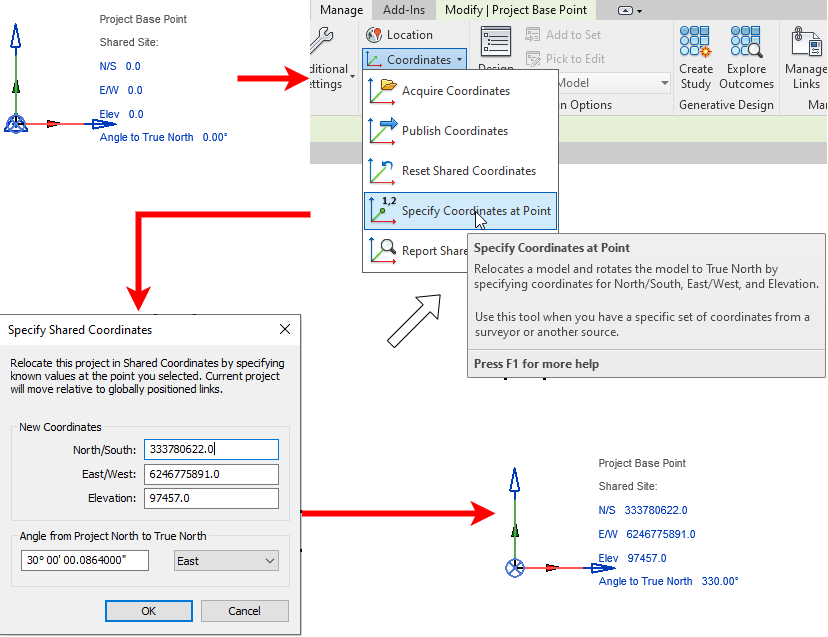 Project Base Point
Shared Site:
N/S 0.0
E/W 0.0
Elev 0.0
Angle to True North 0.00°
Manage Add-Ins Modify | Project Base Point
Location
Coordinates
Add to Set
Pick to Edit
Create Study
Explore Outcomes
Manage Links
Generative Design
Acquire Coordinates
Publish Coordinates
Reset Shared Coordinates
1,2
Specify Coordinates at Point
Specify Coordinates at Point
Relocates a model and rotates the model to True North by
specifying coordinates for North/South, East/West, and Elevation.
Use this tool when you have a specific set of coordinates from a
surveyor or another source.
Press F1 for more help
Specify Shared Coordinates
Relocate this project in Shared Coordinates by specifying
known values at the point you selected. Current project
will move relative to globally positioned links.
New Coordinates
North/South: 333780622.0
East/West: 6246775891.0
Elevation: 97457.0
Angle from Project North to True North
30° 00' 00.0864000" East
OK Cancel
Project Base Point
Shared Site:
N/S 333780622.0
E/W 6246775891.0
Elev 97457.0
Angle to True North 330.00°